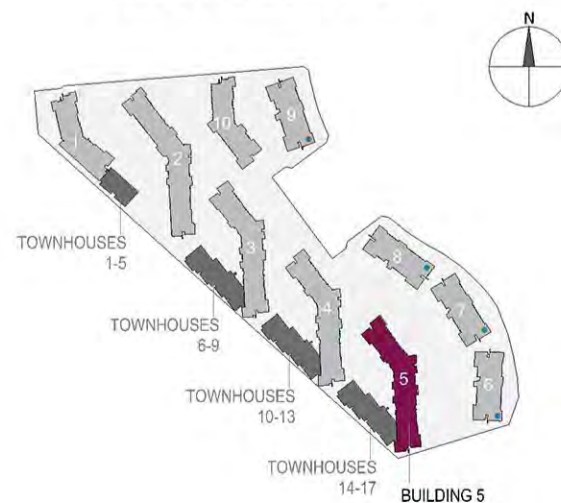 N
1
2
10
9
TOWNHOUSES
1-5
3
8
TOWNHOUSES
6-9
4
7
TOWNHOUSES
10-13
5
6
TOWNHOUSES
14-17
BUILDING 5